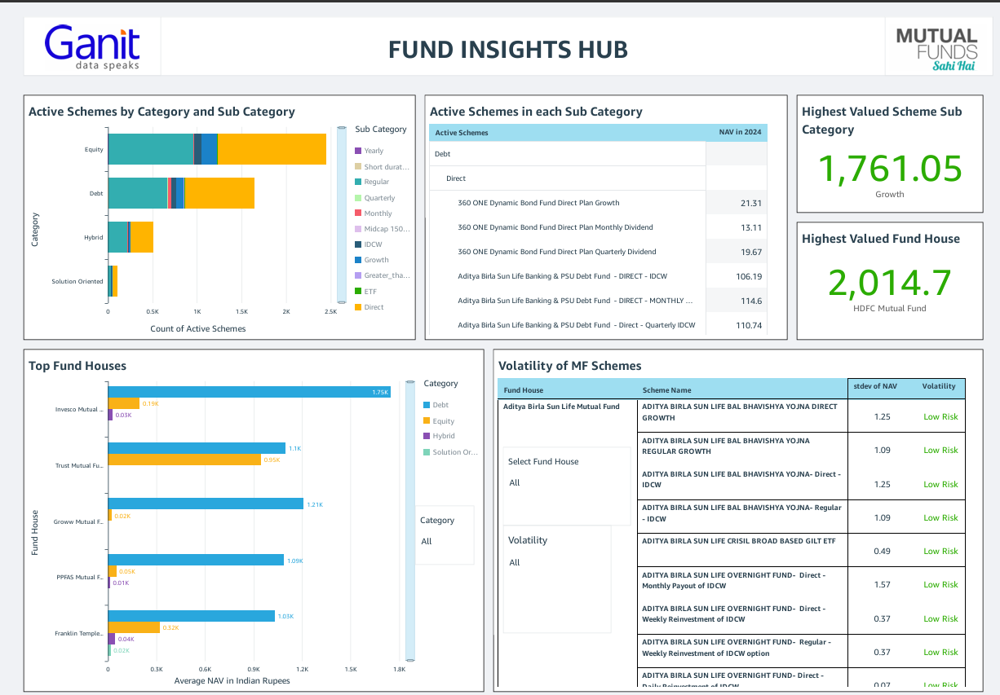 Ganit
data speaks
FUND INSIGHTS HUB
MUTUAL
FUNDS
Sahi Hai
Active Schemes by Category and Sub Category
Category
Equity
Debt
Hybrid
Solution Oriented
0 0.5K 1K 1.5K 2K 2.5K
Count of Active Schemes
Sub Category
Yearly
Short durat...
Regular
Quarterly
Monthly
Midcap 150...
IDCW
Growth
Greater_tha...
ETF
Direct
Active Schemes in each Sub Category
Active Schemes NAV in 2024
Debt
Direct
360 ONE Dynamic Bond Fund Direct Plan Growth 21.31
360 ONE Dynamic Bond Fund Direct Plan Monthly Dividend 13.11
360 ONE Dynamic Bond Fund Direct Plan Quarterly Dividend 19.67
Aditya Birla Sun Life Banking & PSU Debt Fund - DIRECT - IDCW 106.19
Aditya Birla Sun Life Banking & PSU Debt Fund - DIRECT - MONTHLY ... 114.6
Aditya Birla Sun Life Banking & PSU Debt Fund - Direct - Quarterly IDCW 110.74
Highest Valued Scheme Sub
Category
1,761.05
Growth
Highest Valued Fund House
2,014.7
HDFC Mutual Fund
Top Fund Houses
Fund House
Invesco Mutual ...
1.75K
0.19K
0.03K
Trust Mutual Fu...
1.1K
0.95K
Groww Mutual F...
1.21K
0.02K
PPFAS Mutual F...
1.09K
0.05K
0.01K
Franklin Temple...
1.03K
0.32K
0.04K
0.02K
0 0.3K 0.6K 0.9K 1.2K 1.5K 1.8K
Average NAV in Indian Rupees
Category
Debt
Equity
Hybrid
Solution Or...
Category
All
Volatility of MF Schemes
Fund House Scheme Name stdev of NAV Volatility
Aditya Birla Sun Life Mutual Fund
Select Fund House
All
Volatility
All
ADITYA BIRLA SUN LIFE BAL BHAVISHYA YOJNA DIRECT
GROWTH
1.25 Low Risk
ADITYA BIRLA SUN LIFE BAL BHAVISHYA YOJNA
REGULAR GROWTH
1.09 Low Risk
ADITYA BIRLA SUN LIFE BAL BHAVISHYA YOJNA- Direct -
IDCW
1.25 Low Risk
ADITYA BIRLA SUN LIFE BAL BHAVISHYA YOJNA- Regular
- IDCW
1.09 Low Risk
ADITYA BIRLA SUN LIFE CRISIL BROAD BASED GILT ETF
0.49 Low Risk
ADITYA BIRLA SUN LIFE OVERNIGHT FUND- Direct -
Monthly Payout of IDCW
1.57 Low Risk
ADITYA BIRLA SUN LIFE OVERNIGHT FUND- Direct -
Weekly Reinvestment of IDCW
0.37 Low Risk
ADITYA BIRLA SUN LIFE OVERNIGHT FUND- Regular -
Weekly Reinvestment of IDCW option
0.37 Low Risk
ADITYA BIRLA SUN LIFE OVERNIGHT FUND- Direct -
Daily Reinvestment of IDCW
0.07 Low Risk